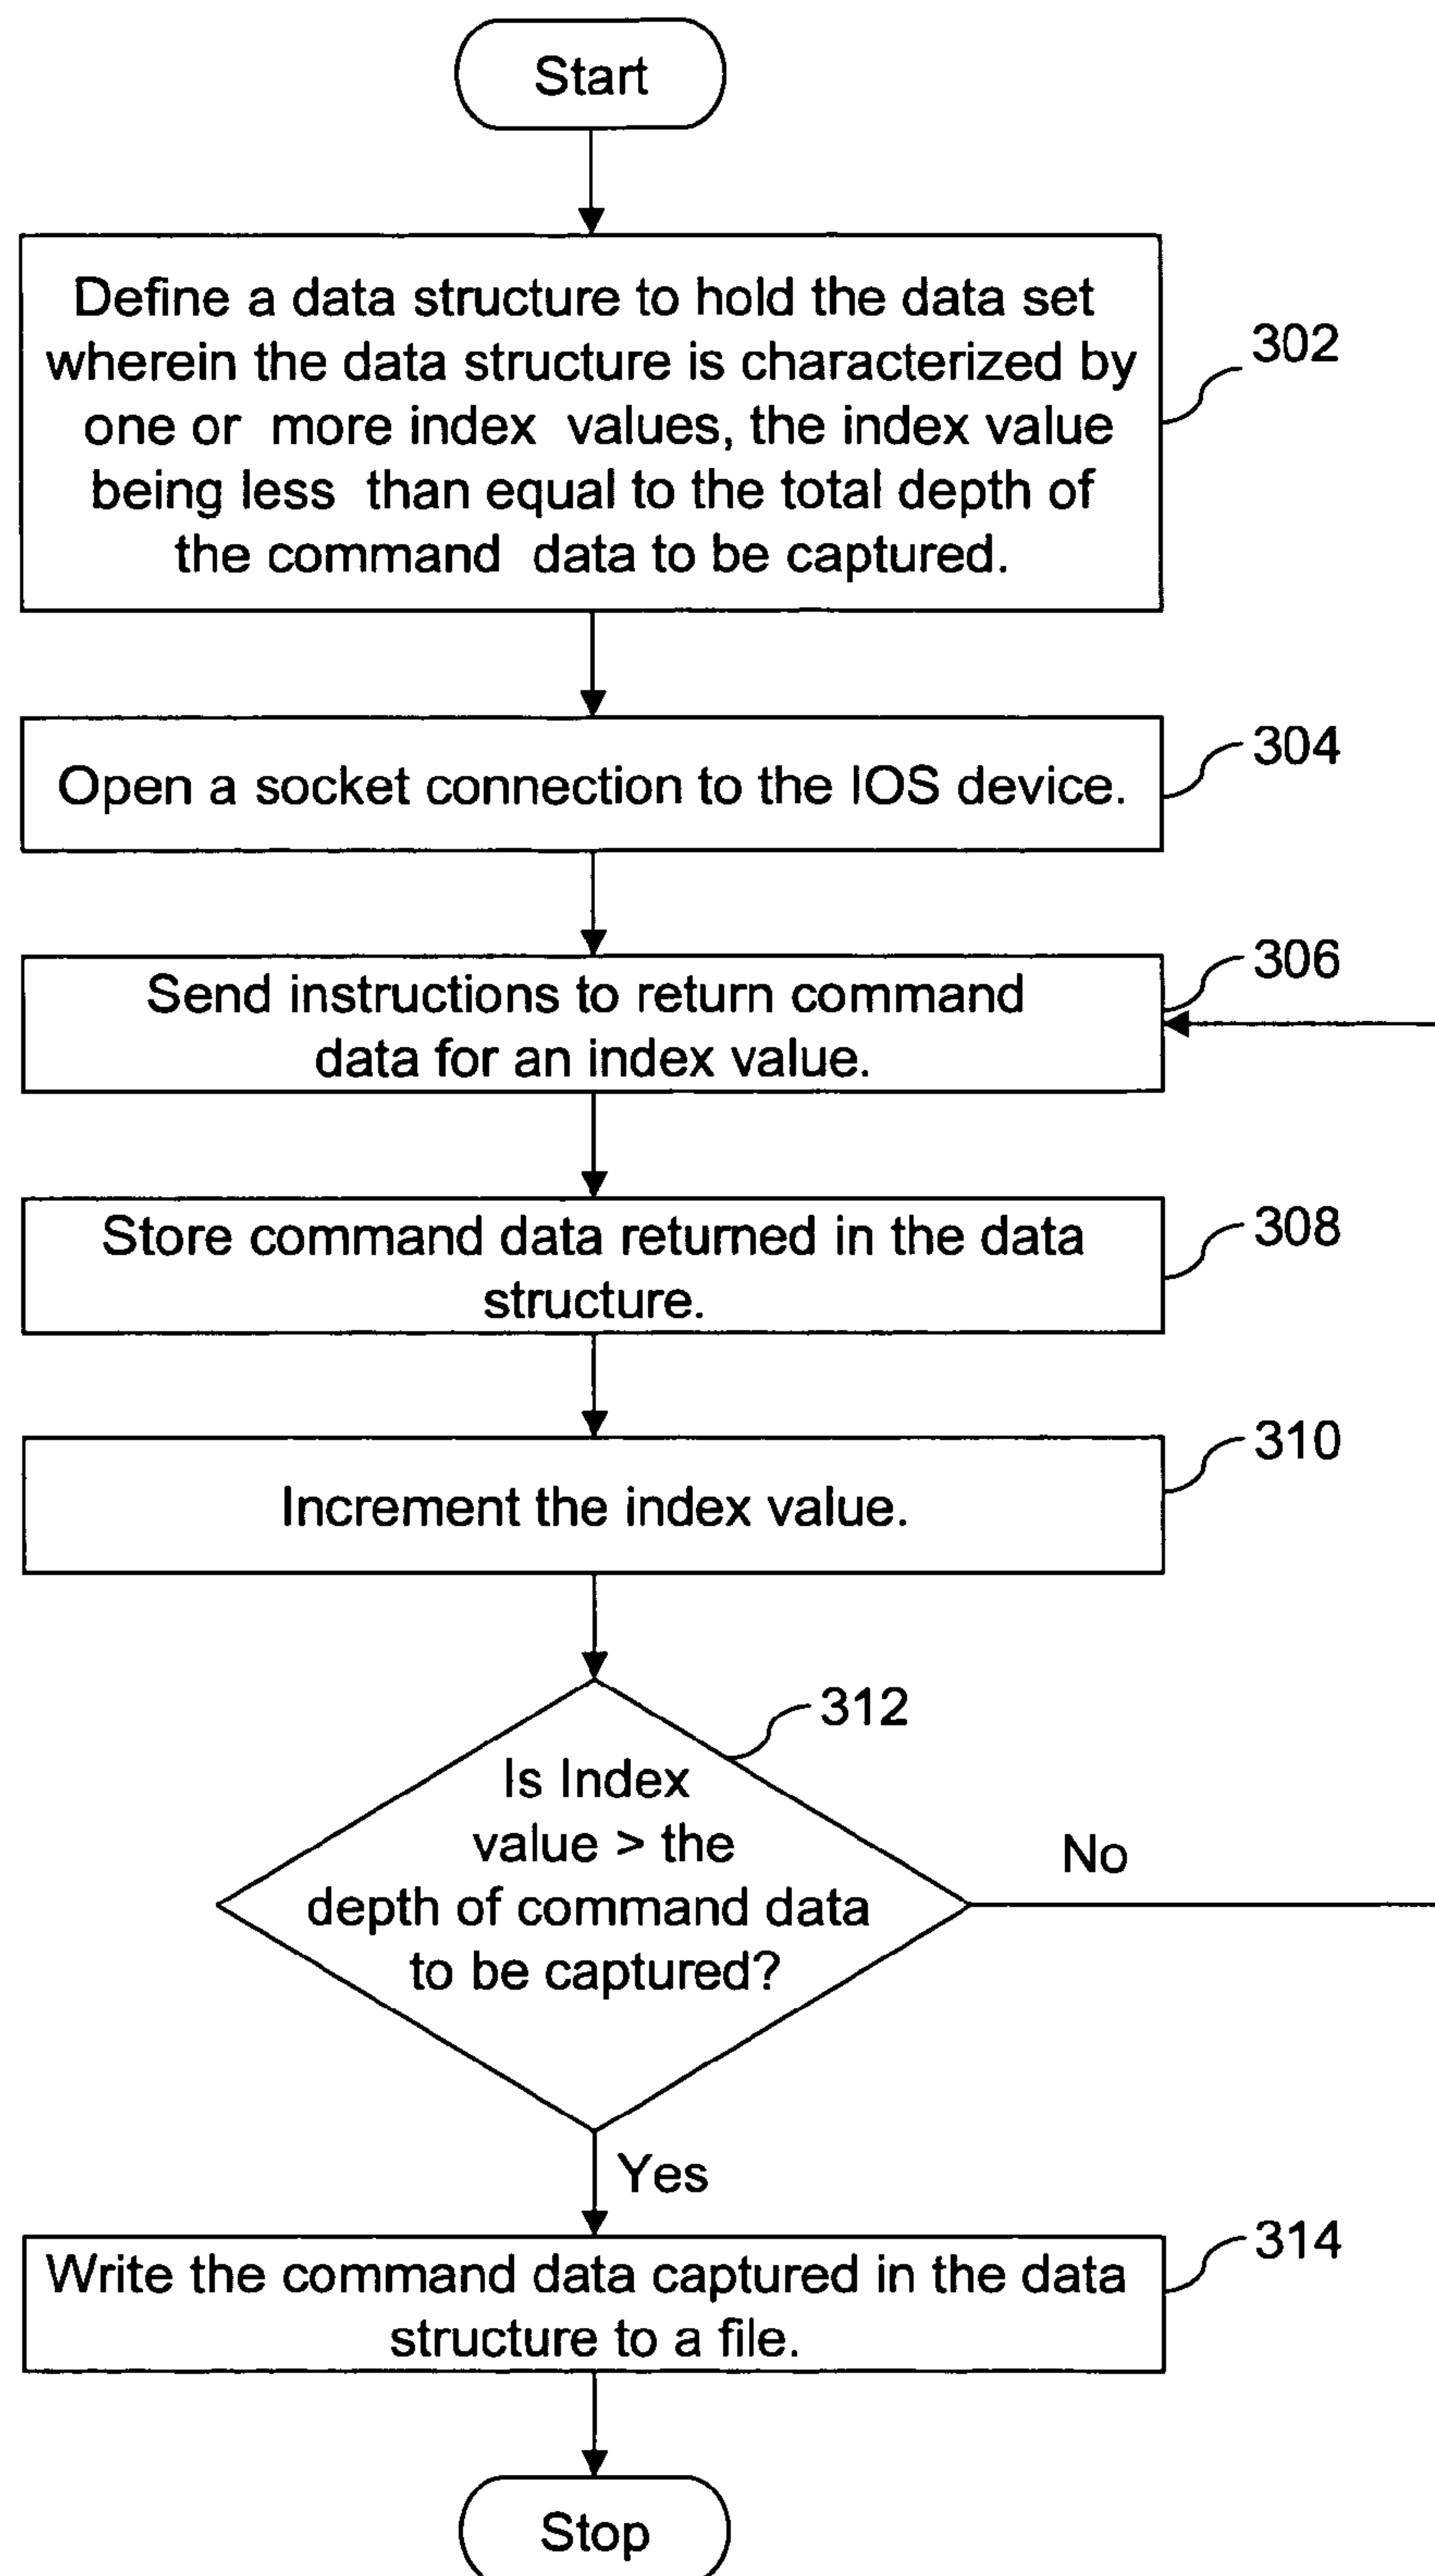 Start
Define a data structure to hold the data set
wherein the data structure is characterized by
one or more index values, the index value
being less than equal to the total depth of
the command data to be captured.
302
Open a socket connection to the IOS device.
304
Send instructions to return command
data for an index value.
306
Store command data returned in the data
structure.
308
Increment the index value.
310
Is Index
value > the
depth of command data
to be captured?
312
No
Yes
Write the command data captured in the data
structure to a file.
314
Stop